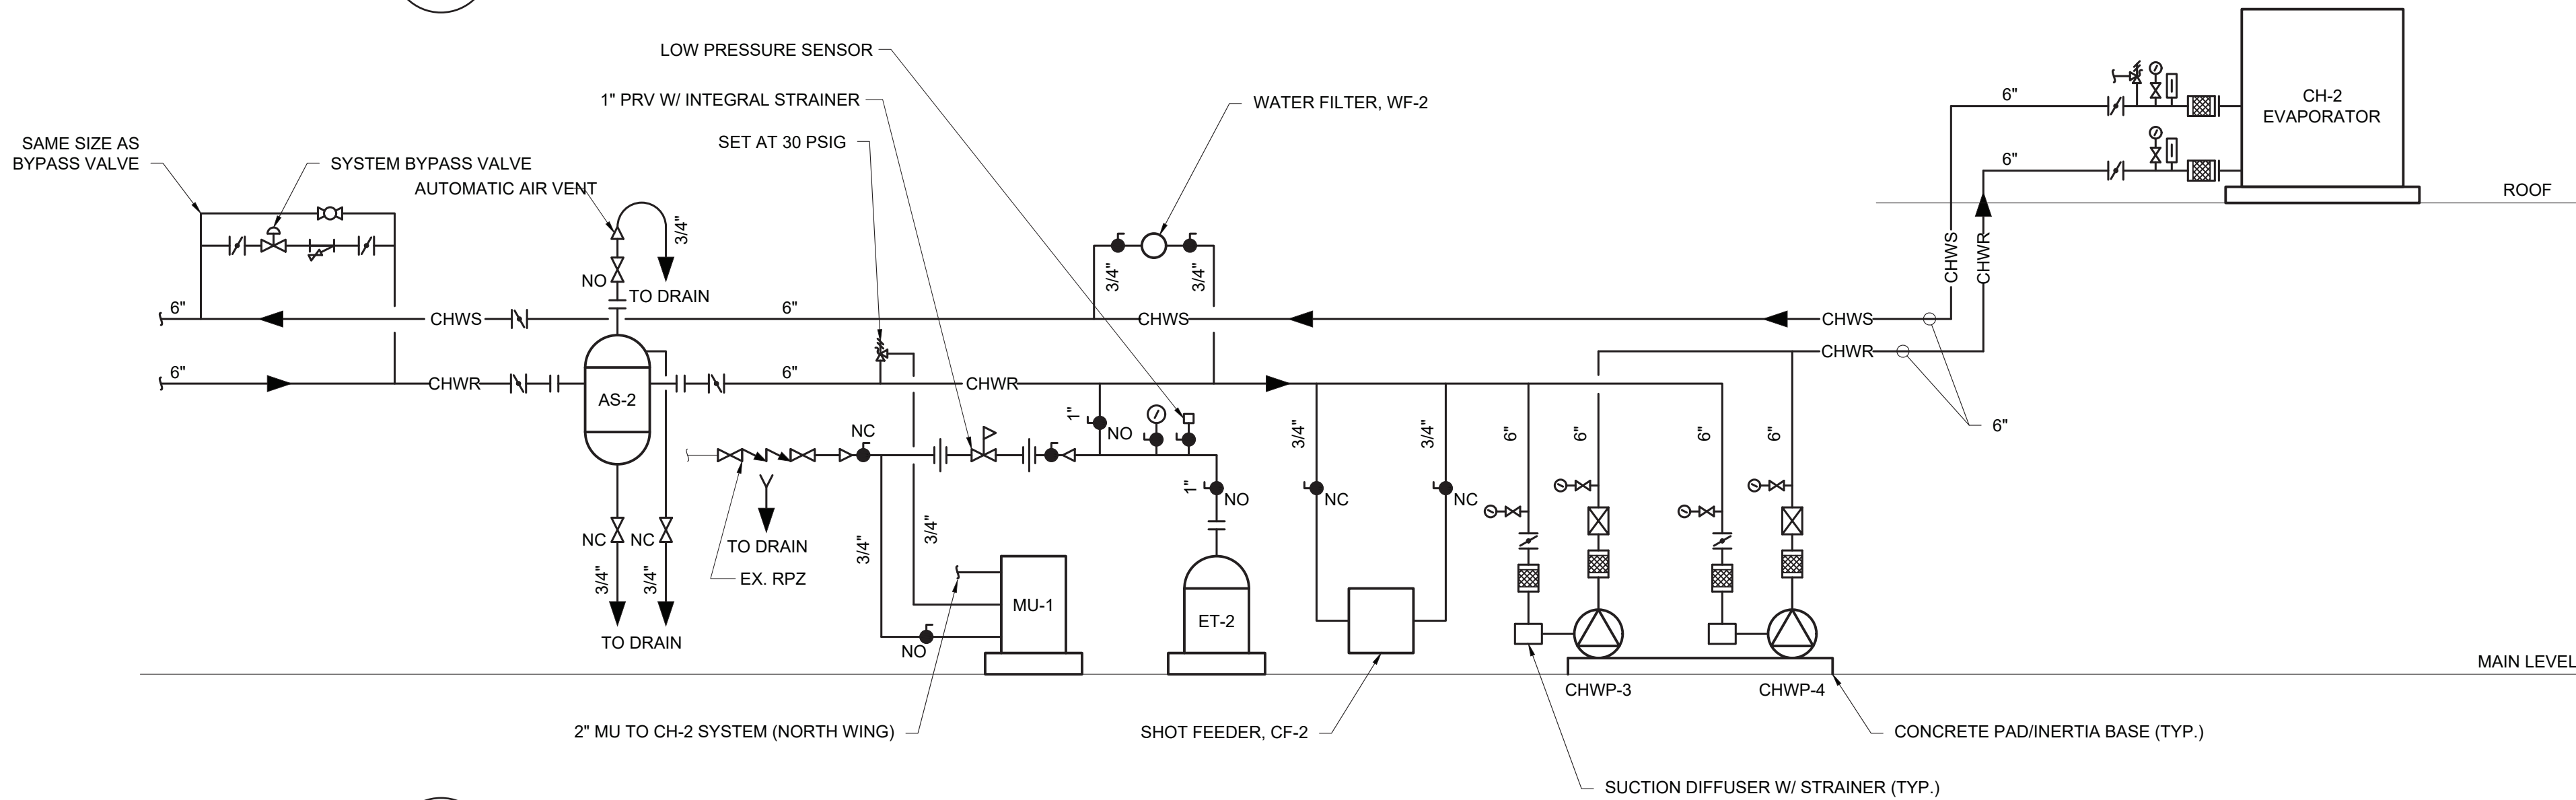 LOW PRESSURE SENSOR
1" PRV W/ INTEGRAL STRAINER
SET AT 30 PSIG
WATER FILTER, WF-2
SAME SIZE AS
BYPASS VALVE
SYSTEM BYPASS VALVE
AUTOMATIC AIR VENT
3/4"
NO
TO DRAIN
3/4"
3/4"
6"
6"
CH-2
EVAPORATOR
ROOF
CHWS
CHWR
6"
CHWS
6"
CHWS
CHWS
6"
CHWR
6"
CHWR
CHWR
6"
AS-2
NC
1"
NO
1"
NO
3/4"
NC
3/4"
NC
6"
6"
6"
6"
NC
NC
3/4"
3/4"
TO DRAIN
TO DRAIN
EX. RPZ
3/4"
3/4"
MU-1
NO
ET-2
MAIN LEVEL
CHWP-3
CHWP-4
2" MU TO CH-2 SYSTEM (NORTH WING)
SHOT FEEDER, CF-2
CONCRETE PAD/INERTIA BASE (TYP.)
SUCTION DIFFUSER W/ STRAINER (TYP.)